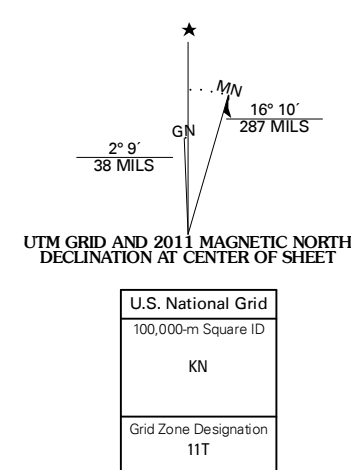 MN
GN
16° 10´
287 MILS
2° 9´
38 MILS
UTM GRID AND 2011 MAGNETIC NORTH
DECLINATION AT CENTER OF SHEET
U.S. National Grid
100,000-m Square ID
KN
Grid Zone Designation
11T